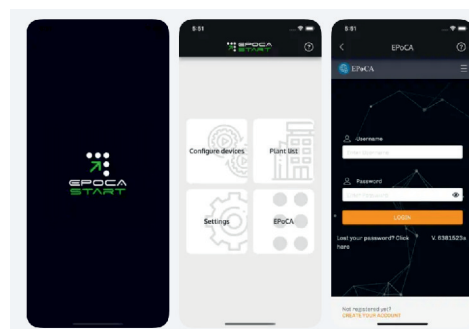 EPOCA
START
9:51
EPOCA
START
Configure devices
Plant list
Settings
EPoCA
9:51
EPoCA
EPoCA
Username
Password
LOGIN
Lost your password? Click here
V. 6381523a
Not registered yet?
CREATE YOUR ACCOUNT